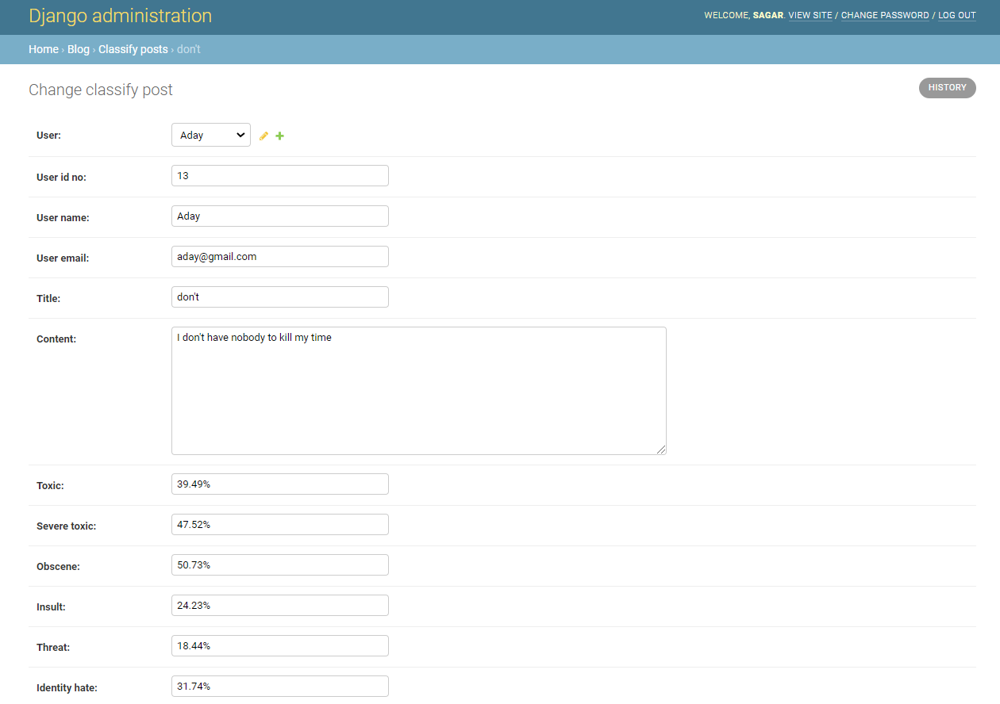 Django administration
WELCOME, SAGAR. VIEW SITE / CHANGE PASSWORD / LOG OUT
Home › Blog › Classify posts › don't
Change classify post
HISTORY
User: Aday
User id no: 13
User name: Aday
User email: aday@gmail.com
Title: don't
Content: I don't have nobody to kill my time
Toxic: 39.49%
Severe toxic: 47.52%
Obscene: 50.73%
Insult: 24.23%
Threat: 18.44%
Identity hate: 31.74%